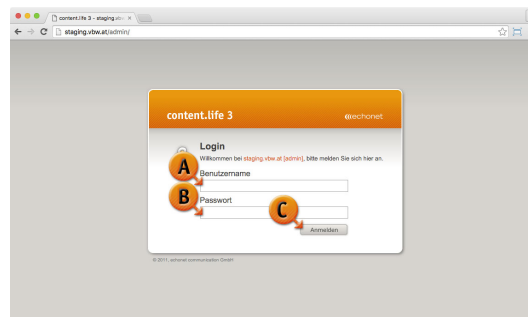 content.life 3 - staging.vbw
staging.vbw.at/admin/
content.life 3
echonet
Login
Willkommen bei staging.vbw.at [admin], bitte melden Sie sich hier an.
A
Benutzername
B
Passwort
C
Anmelden
© 2011, echonet communication GmbH